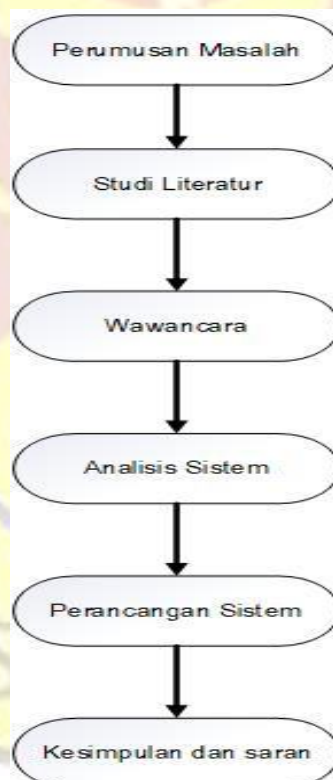 Perumusan Masalah
Studi Literatur
Wawancara
Analisis Sistem
Perancangan Sistem
Kesimpulan dan saran